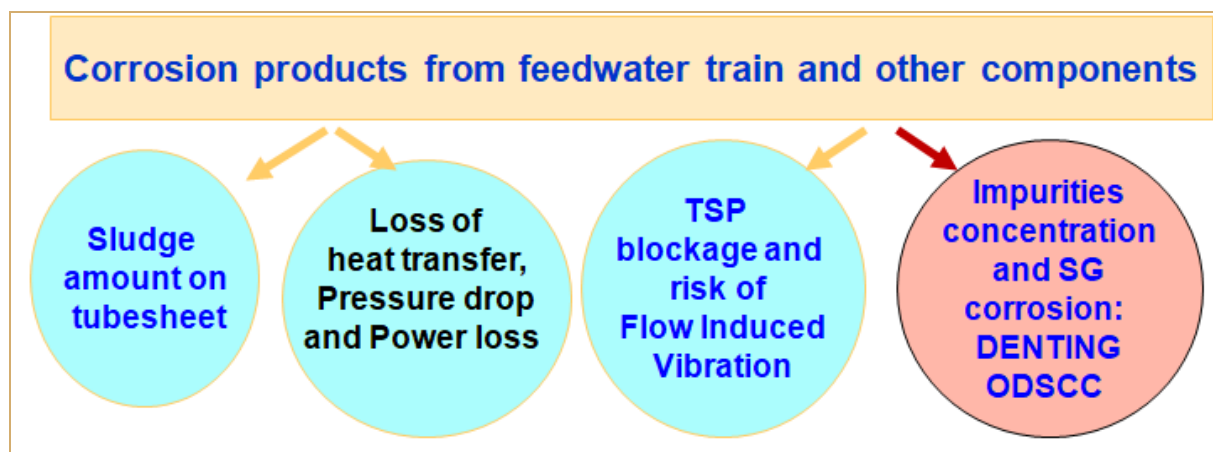 Corrosion products from feedwater train and other components
Sludge
amount on
tubesheet
Loss of
heat transfer,
Pressure drop
and Power loss
TSP
blockage and
risk of
Flow Induced
Vibration
Impurities
concentration
and SG
corrosion:
DENTING
ODSCC